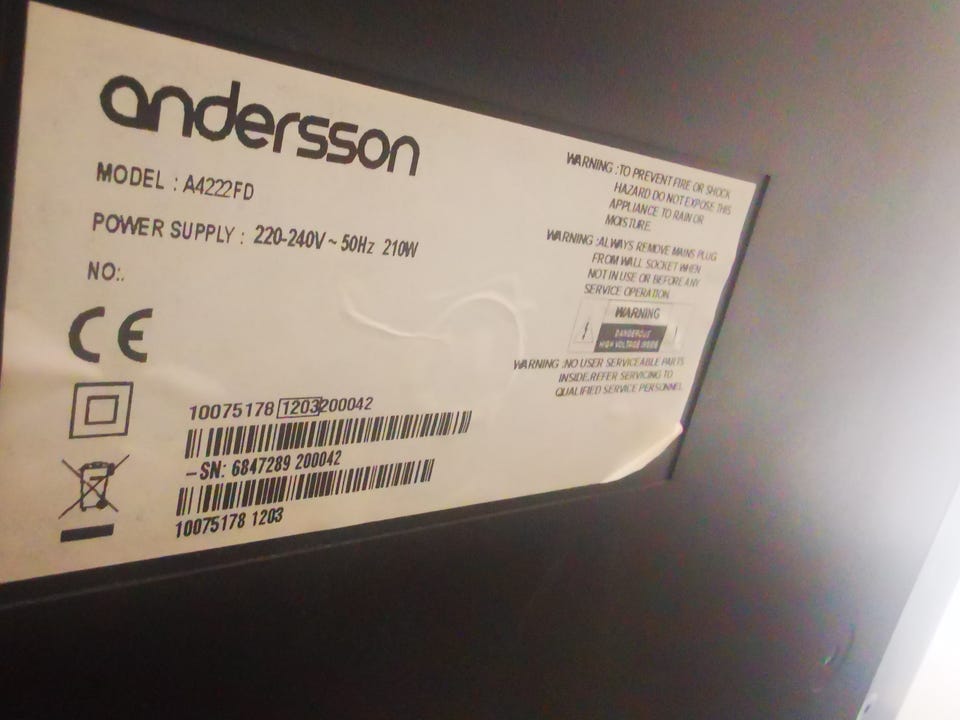 andersson
MODEL : A4222FD
POWER SUPPLY : 220-240V ~ 50Hz 210W
NO:.
CE
10075178 1203200042
-SN: 6847289 200042
10075178 1203
WARNING :TO PREVENT FIRE OR SHOCK
HAZARD DO NOT EXPOSE THIS
APPLIANCE TO RAIN OR
MOISTURE.
WARNING :ALWAYS REMOVE MAINS PLUG
FROM WALL SOCKET WHEN
NOT IN USE OR BEFORE ANY
SERVICE OPERATION
WARNING
DANGEROUS
HIGH VOLTAGE INSIDE
WARNING :NO USER SERVICEABLE PARTS
INSIDE.REFER SERVICING TO
QUALIFIED SERVICE PERSONNEL.